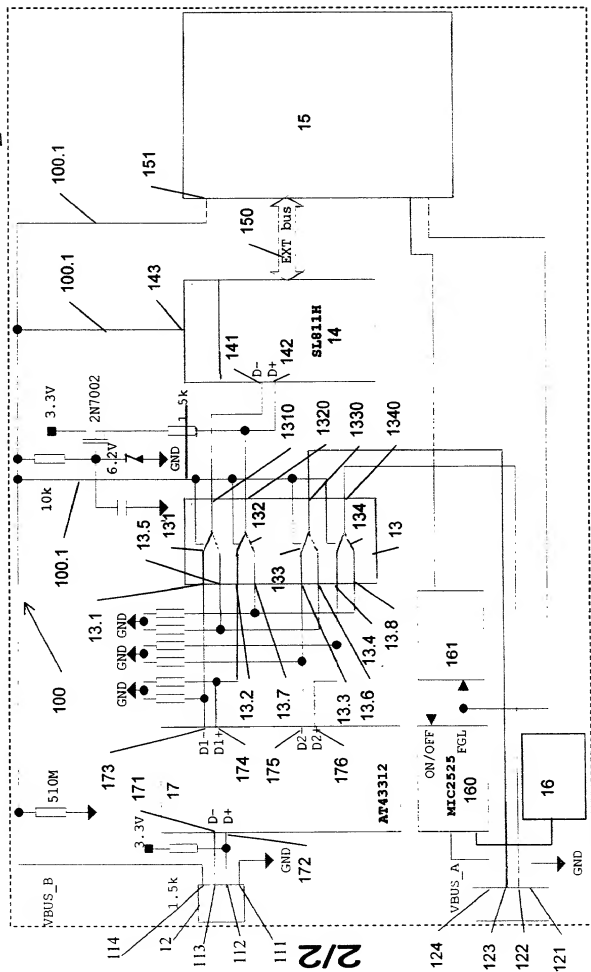 100.1
151
15
100.1
143
150
EXT bus
141
142
D-
D+
SL811H
14
3.3V
2N7002
1.5k
10k
6.2V
GND
100.1
1310
1320
1330
1340
13.5
131
132
133
134
13
13.1
GND
GND
GND
13.2
13.7
13.3
13.6
13.4
13.8
100
173
D1-
D1+
174
175
D2-
D2+
176
510M
171
17
3.3V
D-
D+
172
AT43312
GND
VBUS_B
1.5k
114
12
113
112
111
161
ON/OFF
MIC2525
FGL
160
16
VBUS_A
GND
124
123
122
121
2/2